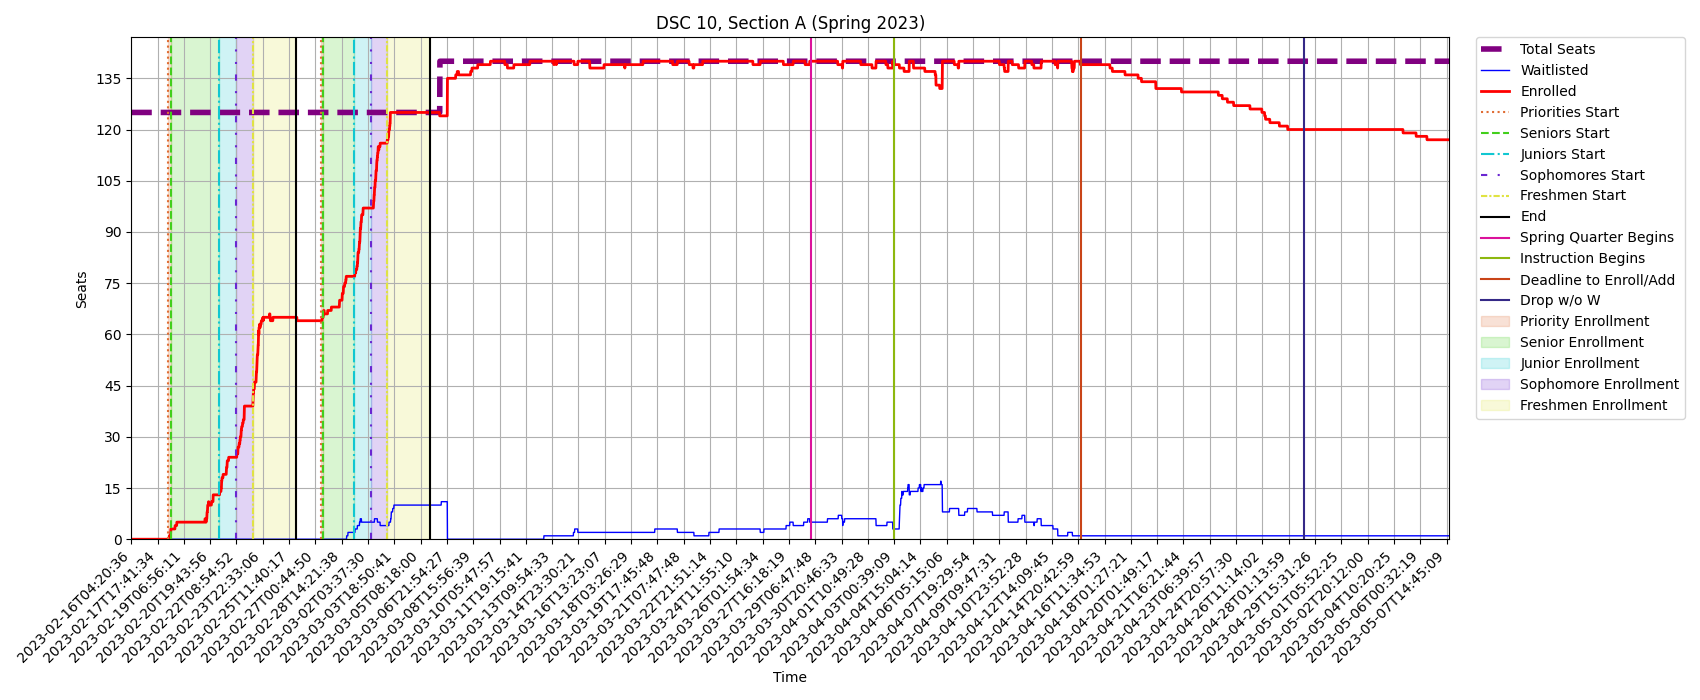 DSC 10, Section A (Spring 2023)
Seats
135
120
105
90
75
60
45
30
15
0
2023-02-16T04:20:36
2023-02-17T17:41:34
2023-02-19T06:56:11
2023-02-20T19:43:56
2023-02-22T08:54:52
2023-02-23T22:33:06
2023-02-25T11:40:17
2023-02-27T00:44:50
2023-02-28T14:21:38
2023-03-02T03:37:30
2023-03-03T18:50:41
2023-03-05T08:18:00
2023-03-06T21:54:27
2023-03-08T15:56:39
2023-03-10T05:47:57
2023-03-11T19:15:41
2023-03-13T09:54:33
2023-03-14T23:30:21
2023-03-16T13:23:07
2023-03-18T03:26:29
2023-03-19T17:45:48
2023-03-21T07:47:48
2023-03-22T21:51:14
2023-03-24T11:55:10
2023-03-26T01:54:34
2023-03-27T16:18:19
2023-03-29T06:47:48
2023-03-30T20:46:33
2023-04-01T10:49:28
2023-04-03T00:39:09
2023-04-04T15:04:14
2023-04-06T05:15:06
2023-04-07T19:29:54
2023-04-09T09:47:31
2023-04-10T23:52:28
2023-04-12T14:09:45
2023-04-14T04:42:59
2023-04-16T11:34:53
2023-04-18T01:27:21
2023-04-20T01:49:17
2023-04-21T16:21:44
2023-04-23T06:39:57
2023-04-24T20:57:30
2023-04-26T11:14:02
2023-04-28T01:13:59
2023-04-29T15:31:26
2023-05-01T05:52:25
2023-05-02T20:12:00
2023-05-04T10:20:25
2023-05-06T00:32:19
2023-05-07T14:45:09
Time
Total Seats
Waitlisted
Enrolled
Priorities Start
Seniors Start
Juniors Start
Sophomores Start
Freshmen Start
End
Spring Quarter Begins
Instruction Begins
Deadline to Enroll/Add
Drop w/o W
Priority Enrollment
Senior Enrollment
Junior Enrollment
Sophomore Enrollment
Freshmen Enrollment